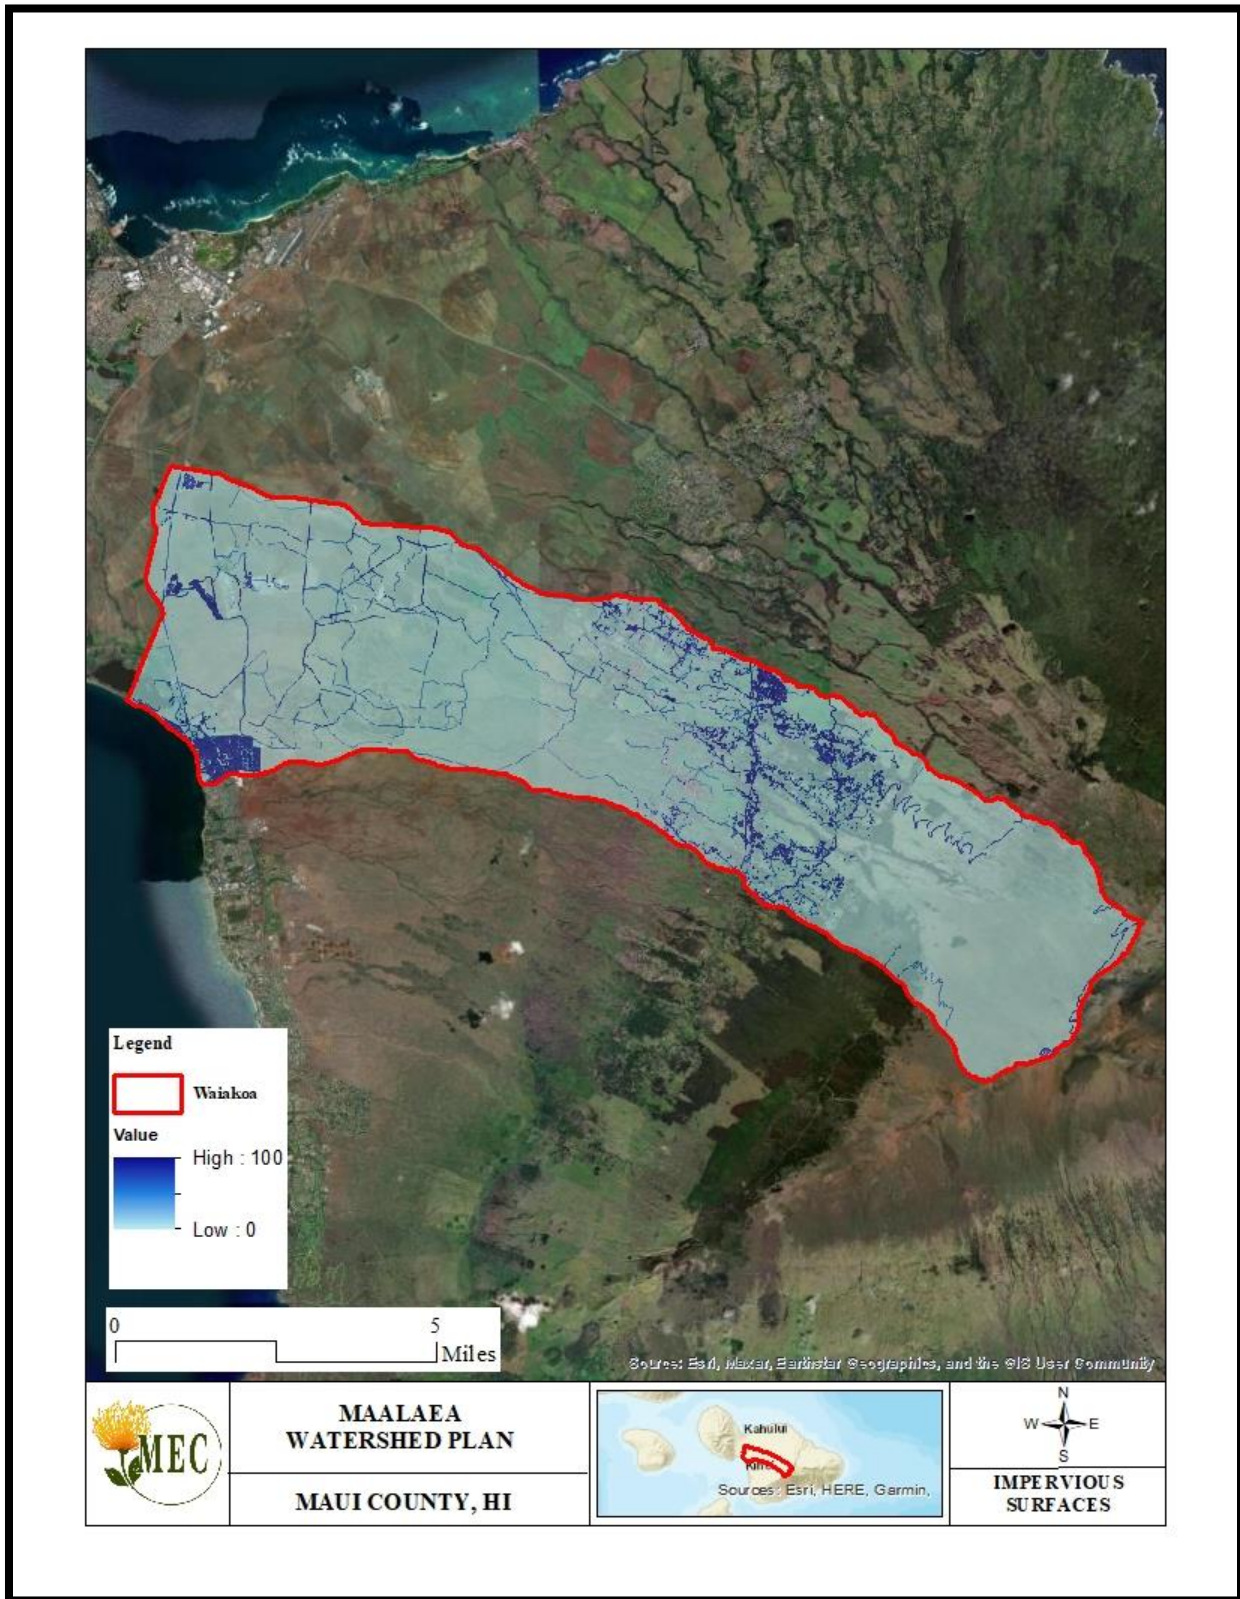 Legend
Waiakoa
Value
High : 100
Low : 0
0 5
Miles
Source: Esri, Maxar, Earthstar Geographics, and the GIS User Community
MEC
MAALAEA
WATERSHED PLAN
MAUI COUNTY, HI
Kahului
Sources: Esri, HERE, Garmin,
N
W E
S
IMPERVIOUS
SURFACES